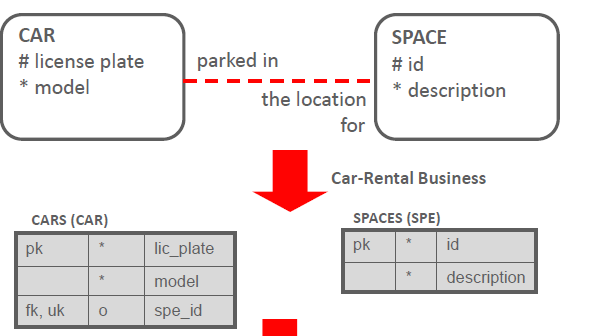 CAR
# license plate
* model
parked in
the location
for
SPACE
# id
* description
Car-Rental Business
CARS (CAR)
pk * lic_plate
* model
fk, uk o spe_id
SPACES (SPE)
pk * id
* description